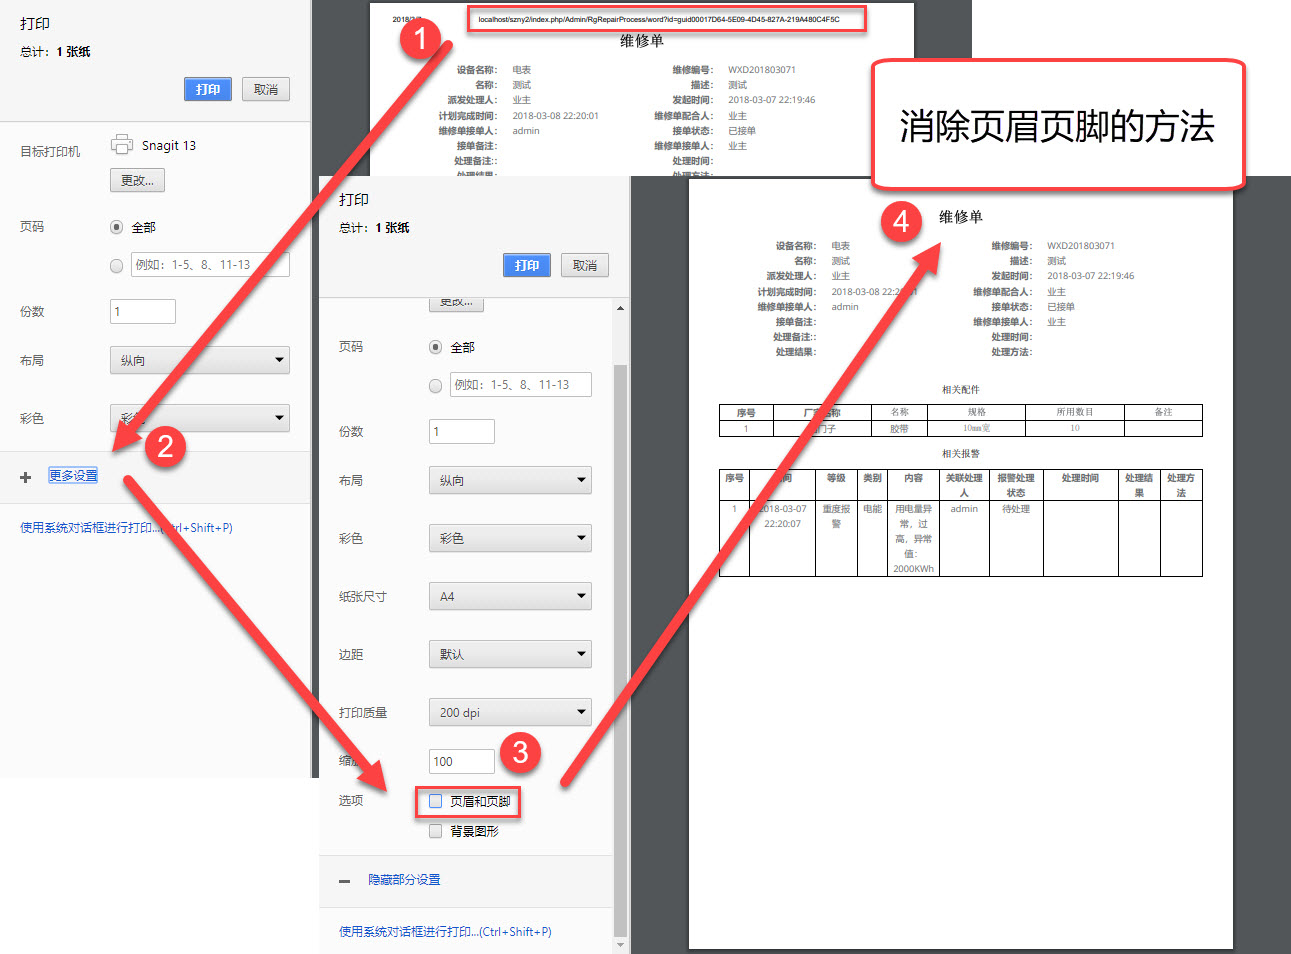 打印
总计：1 张纸
打印
取消
目标打印机
Snagit 13
更改...
页码
全部
例如：1-5、8、11-13
份数
1
布局
纵向
彩色
彩色
2
更多设置
使用系统对话框进行打印...(Ctrl+Shift+P)
1
localhost/szny2/index.php/Admin/RgRepairProcess/word?id=guid00017D64-5E09-4D45-827A-219A480C4F5C
维修单
设备名称： 电表 维修编号： WXD201803071
名称： 测试 描述： 测试
派发处理人： 业主 发起时间： 2018-03-07 22:19:46
计划完成时间： 2018-03-08 22:20:01 维修单配合人： 业主
维修单接单人： admin 接单状态： 已接单
接单备注： 维修单接单人： 业主
处理备注:： 处理时间：
处理结果： 处理方法：
消除页眉页脚的方法
打印
总计：1 张纸
打印
取消
更改...
页码
全部
例如：1-5、8、11-13
份数
1
布局
纵向
彩色
彩色
纸张尺寸
A4
边距
默认
打印质量
200 dpi
100
3
选项
页眉和页脚
背景图形
隐藏部分设置
使用系统对话框进行打印...(Ctrl+Shift+P)
4
维修单
设备名称： 电表 维修编号： WXD201803071
名称： 测试 描述： 测试
派发处理人： 业主 发起时间： 2018-03-07 22:19:46
计划完成时间： 2018-03-08 22:20:01 维修单配合人： 业主
维修单接单人： admin 接单状态： 已接单
接单备注： 维修单接单人： 业主
处理备注:： 处理时间：
处理结果： 处理方法：
相关配件
序号 名称 规格 所用数目 备注
1 胶带 10mm宽 10
相关报警
序号 等级 类别 内容 关联处理人 报警处理状态 处理时间 处理结果 处理方法
1 2018-03-07 22:20:07 重度报警 电能 用电量异常，过高，异常值：2000KWh admin 待处理